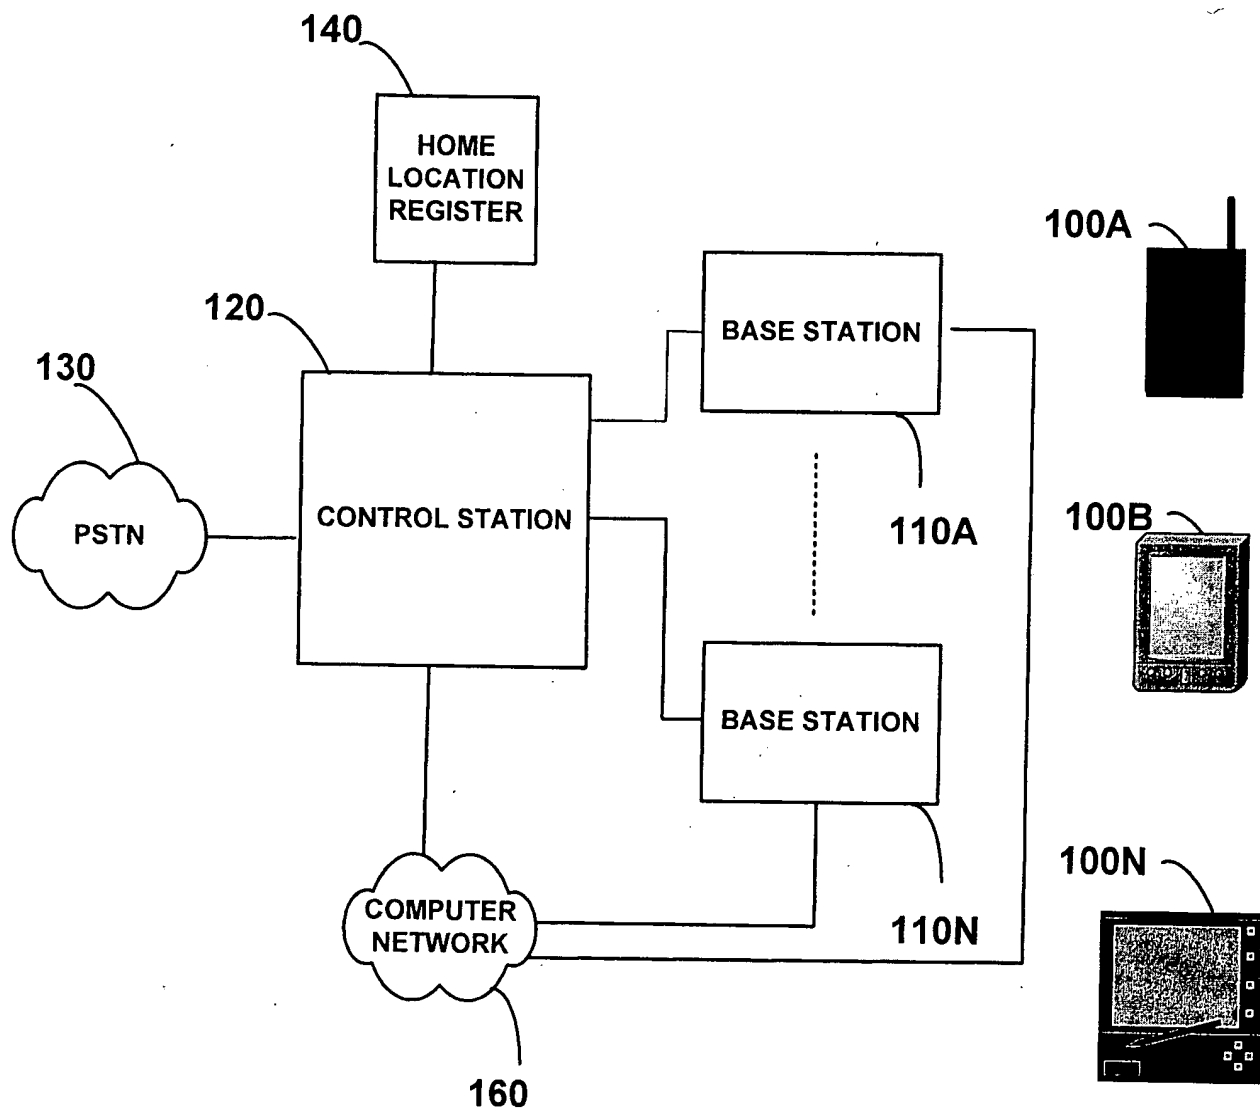 140
HOME
LOCATION
REGISTER
100A
120
BASE STATION
130
CONTROL STATION
PSTN
110A
100B
BASE STATION
100N
COMPUTER
NETWORK
110N
160